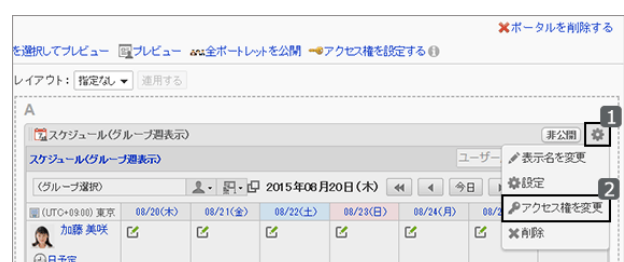 ポータルを削除する
を選択してプレビュー プレビュー 全ポートレットを公開 アクセス権を設定する
レイアウト: 指定なし 適用する
A
1
スケジュール(グループ週表示) 非公開
スケジュール(グループ週表示) ユーザー
表示名を変更
(グループ選択) 2015年08月20日(木) 今日
設定
2
(UTC+09:00) 東京 08/20(木) 08/21(金) 08/22(土) 08/23(日) 08/24(月)
アクセス権を変更
加藤 美咲
削除
日予定